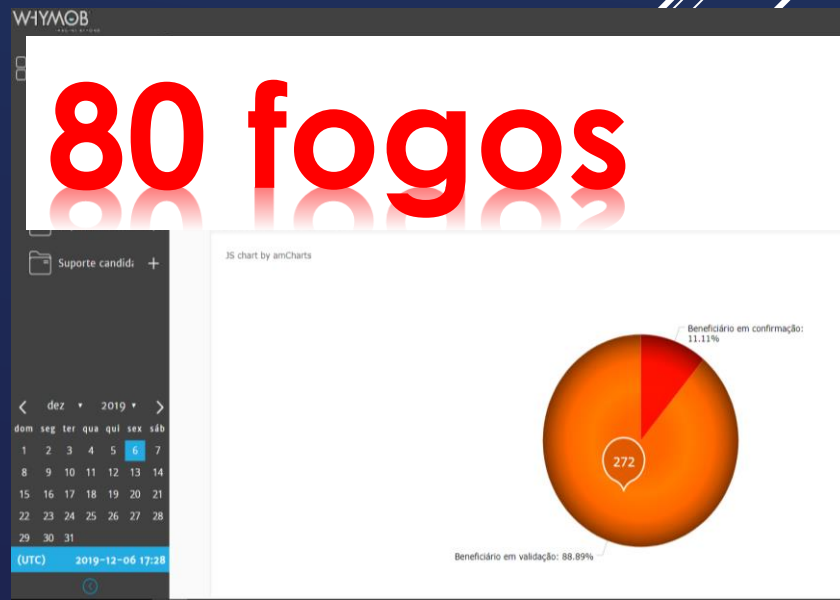 WHYMOB
80 fogos
Suporte candidа
JS chart by amCharts
Beneficiário em confirmação:
11.11%
272
Beneficiário em validação: 88.89%
dez 2019
dom seg ter qua qui sex sáb
1 2 3 4 5 6 7
8 9 10 11 12 13 14
15 16 17 18 19 20 21
22 23 24 25 26 27 28
29 30 31
(UTC) 2019-12-06 17:28